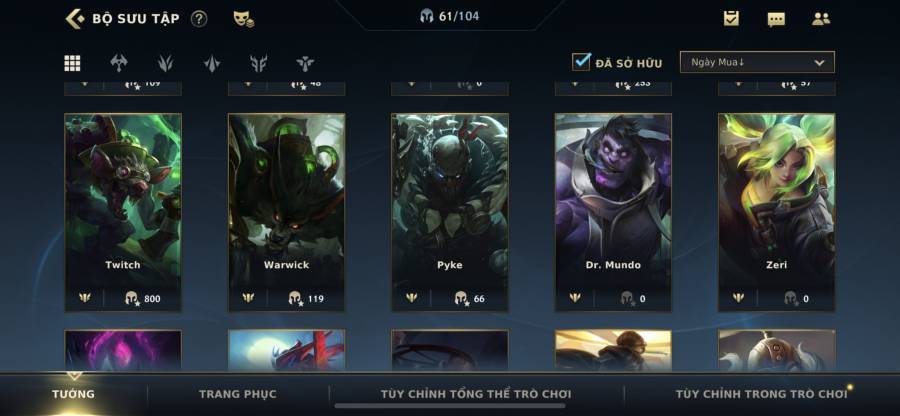 BỘ SƯU TẬP ?
61/104
ĐÃ SỞ HỮU
Ngày Mua↓
109 48 0 253 57
Twitch Warwick Pyke Dr. Mundo Zeri
800 119 66 0 0
TƯỚNG TRANG PHỤC TÙY CHỈNH TỔNG THỂ TRÒ CHƠI TÙY CHỈNH TRONG TRÒ CHƠI